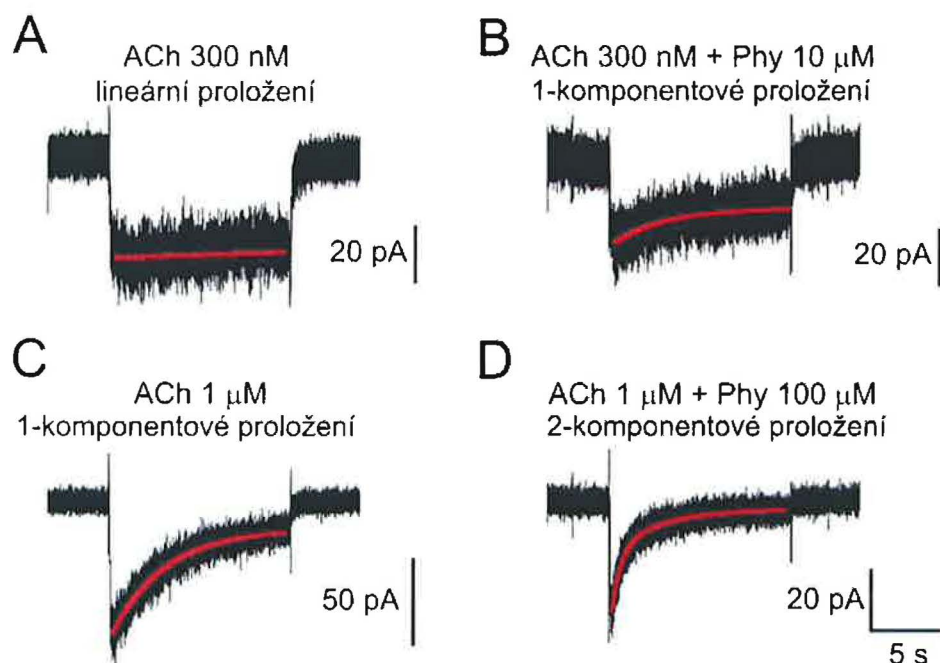 A
ACh 300 nM
lineární proložení
20 pA
B
ACh 300 nM + Phy 10 μM
1-komponentové proložení
20 pA
C
ACh 1 μM
1-komponentové proložení
50 pA
D
ACh 1 μM + Phy 100 μM
2-komponentové proložení
20 pA
5 s